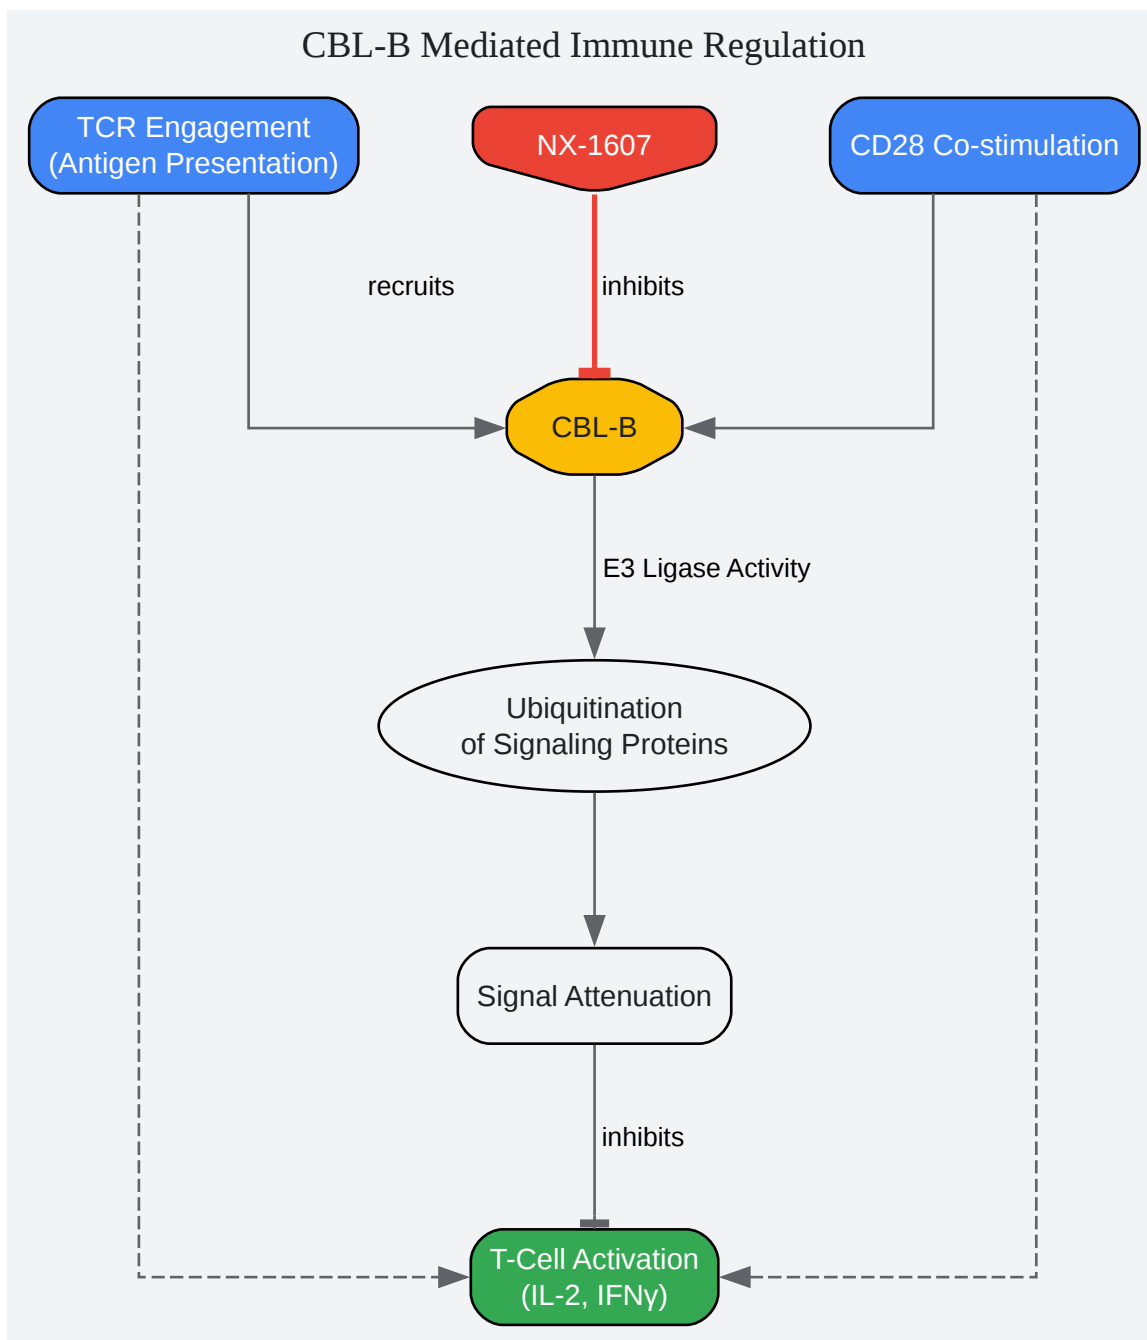 CBL-B Mediated Immune Regulation
TCR Engagement
(Antigen Presentation)
NX-1607
CD28 Co-stimulation
recruits
inhibits
CBL-B
E3 Ligase Activity
Ubiquitination
of Signaling Proteins
Signal Attenuation
inhibits
T-Cell Activation
(IL-2, IFNγ)